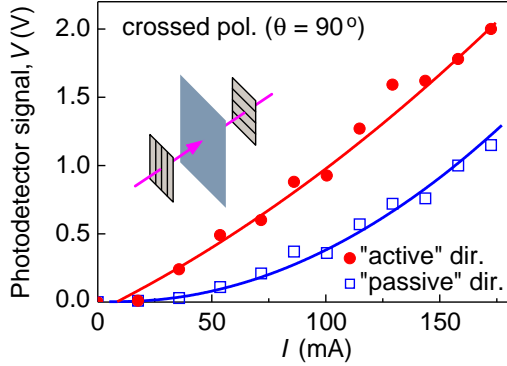 crossed pol. (θ = 90°)
Photodetector signal, V (V)
2.0
1.5
1.0
0.5
0.0
"active" dir.
"passive" dir.
0 50 100 150
I (mA)